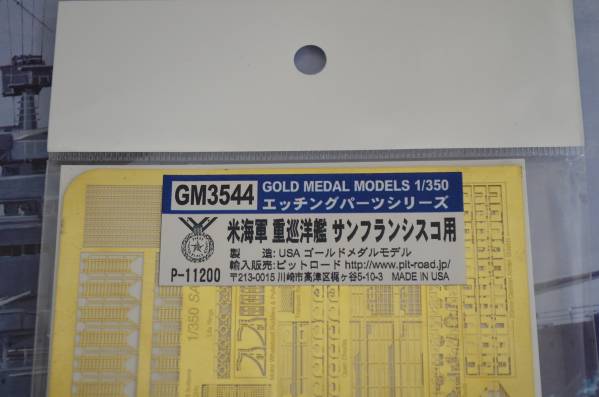 GM3544
GOLD MEDAL MODELS 1/350
エッチングパーツシリーズ
米海軍 重巡洋艦 サンフランシスコ用
製 造:USA ゴールドメダルモデル
輸入販売:ピットロード http://www.pit-road.jp/
P-11200 〒213-0015 川崎市高津区梶ヶ谷5-10-3 MADE IN USA
1/350 SA